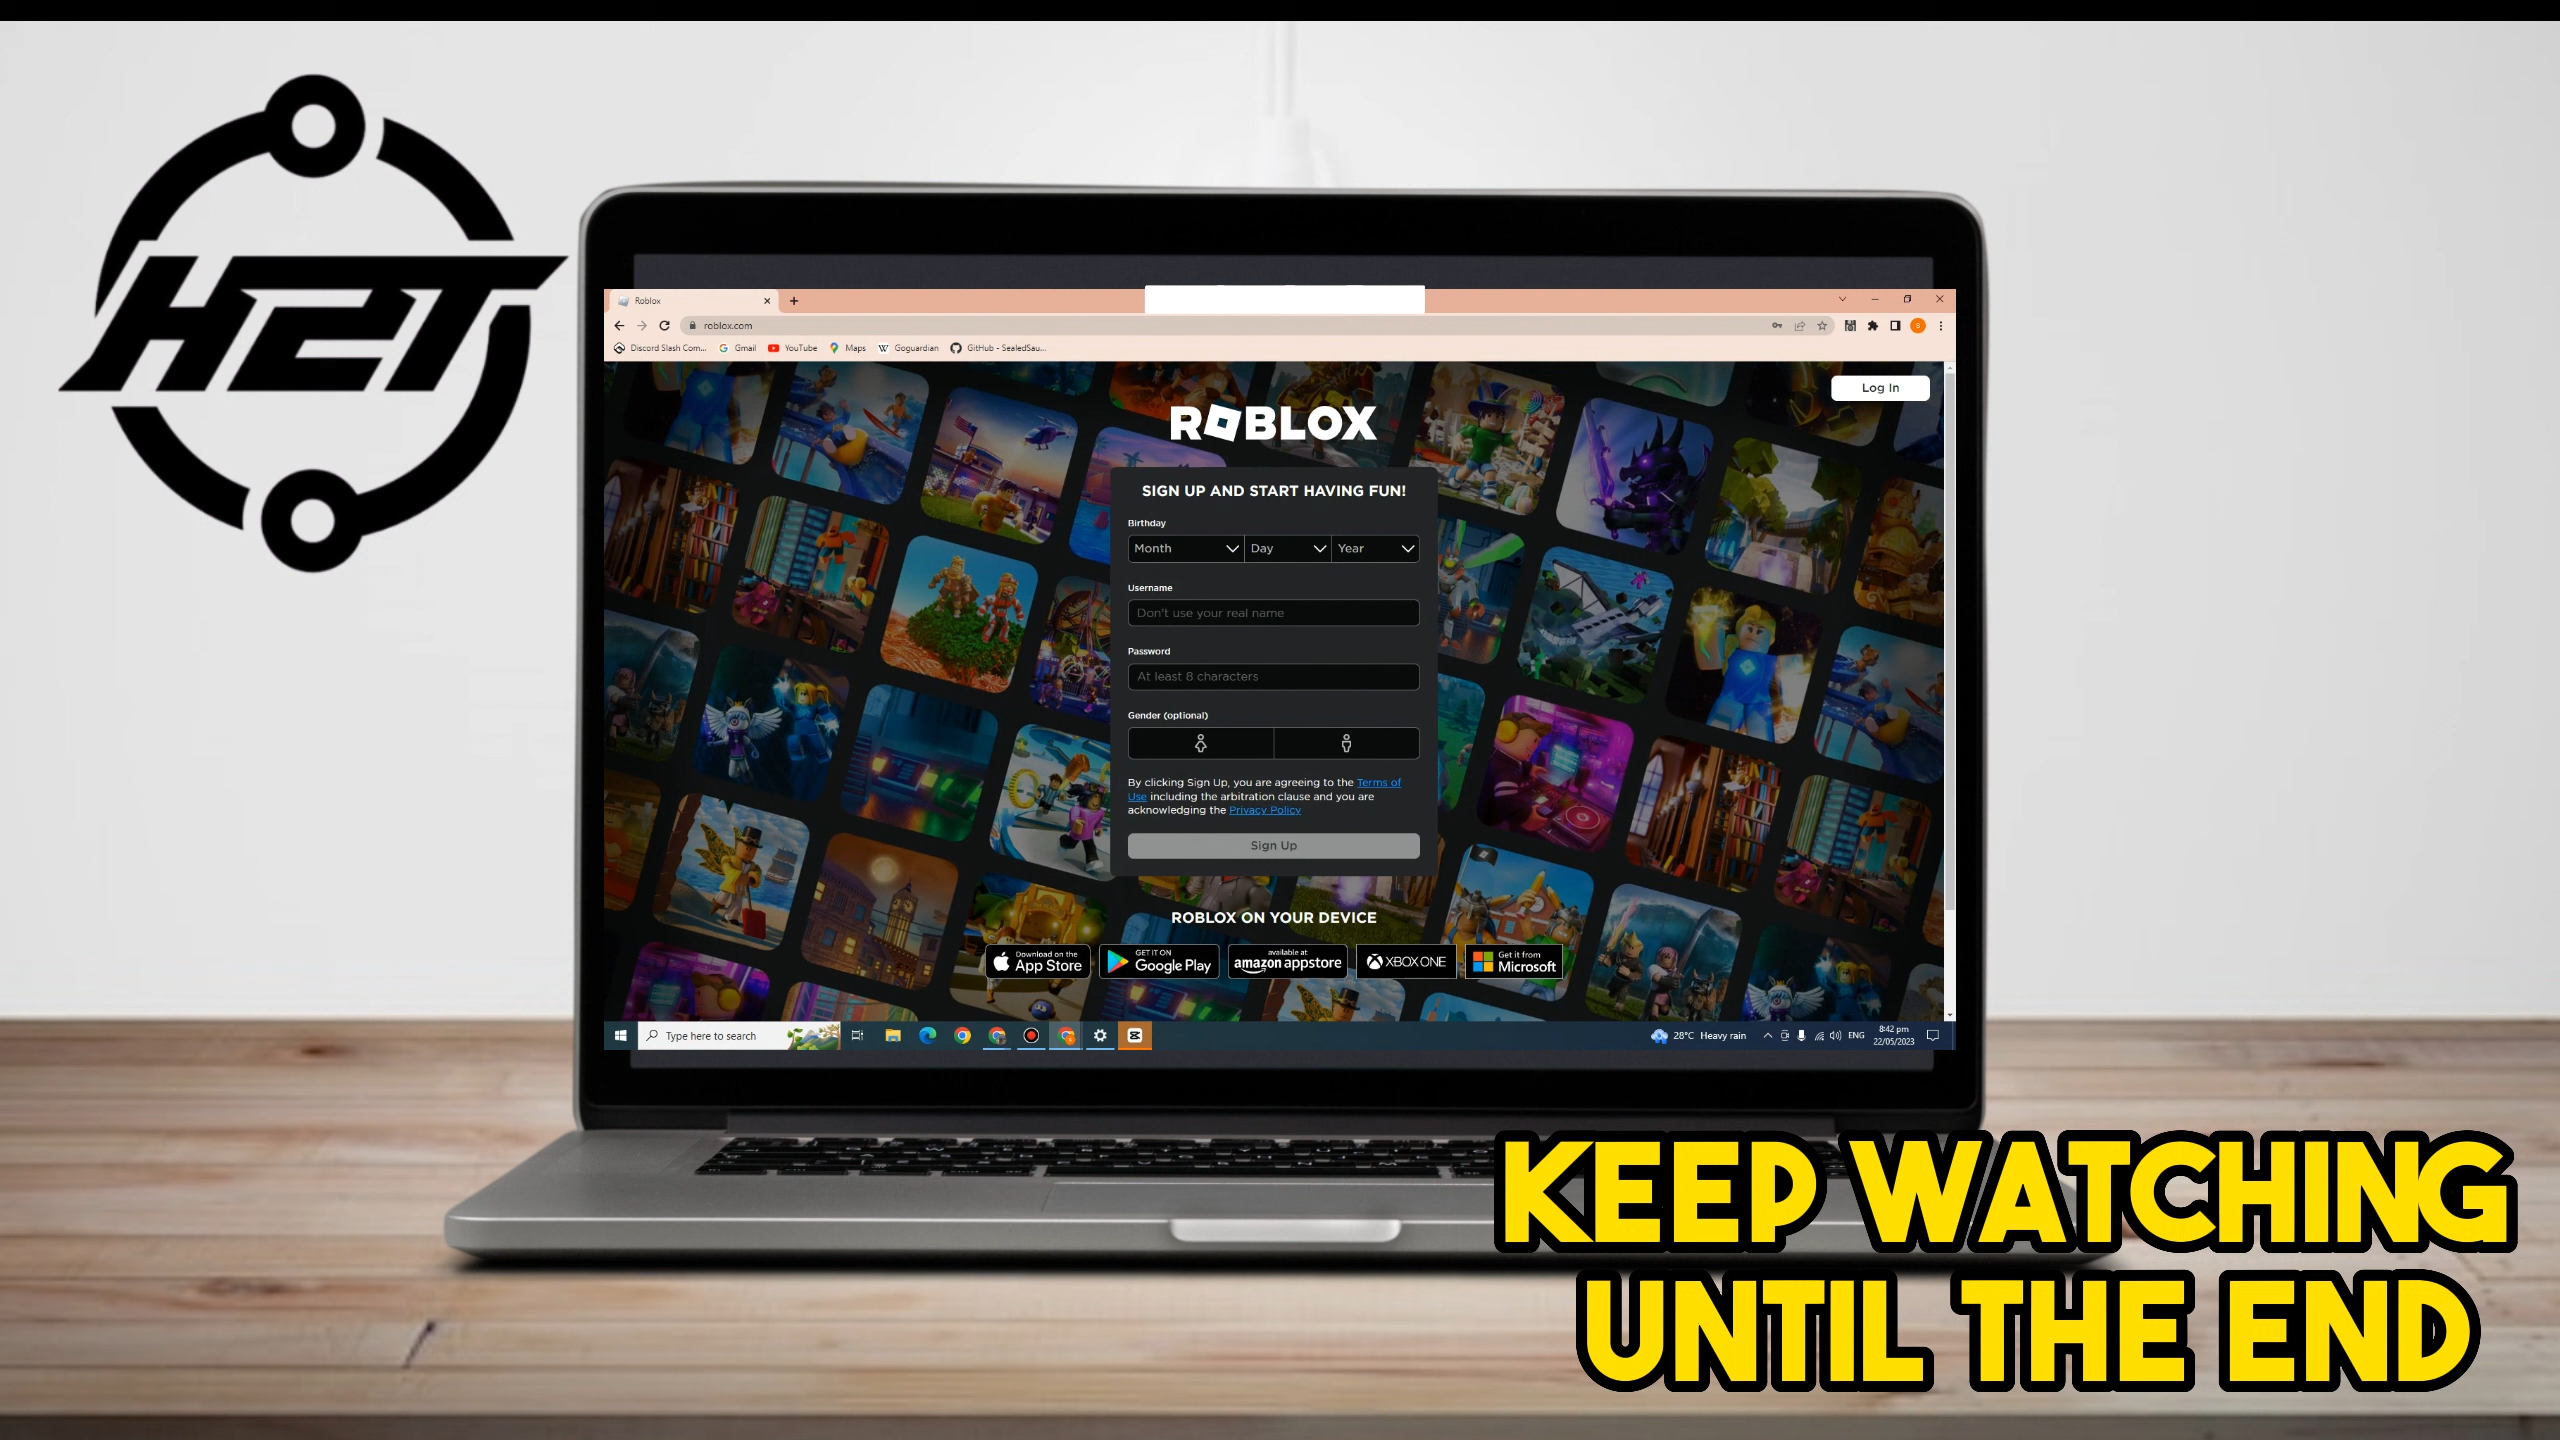 H2T
Roblox
roblox.com
Discord Slash Com...
Gmail
YouTube
Maps
Goguardian
GitHub - SealedSau...
Log In
ROBLOX
SIGN UP AND START HAVING FUN!
Birthday
Month
Day
Year
Username
Don't use your real name
Password
At least 8 characters
Gender (optional)
By clicking Sign Up, you are agreeing to the Terms of
Use including the arbitration clause and you are
acknowledging the Privacy Policy
Sign Up
ROBLOX ON YOUR DEVICE
Download on the
App Store
GET IT ON
Google Play
available at
amazon appstore
XBOX ONE
Get it from
Microsoft
Type here to search
28°C Heavy rain
ENG
8:42 pm
22/05/2023
KEEP WATCHING
UNTIL THE END